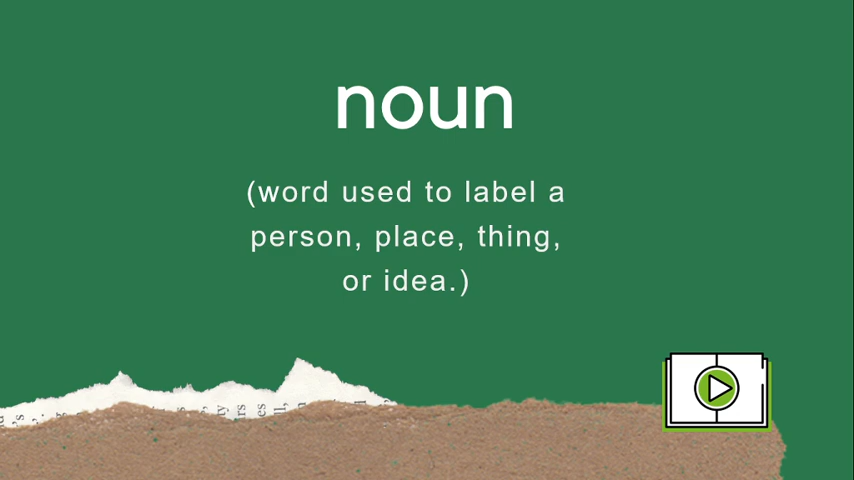 noun
(word used to label a
person, place, thing,
or idea.)